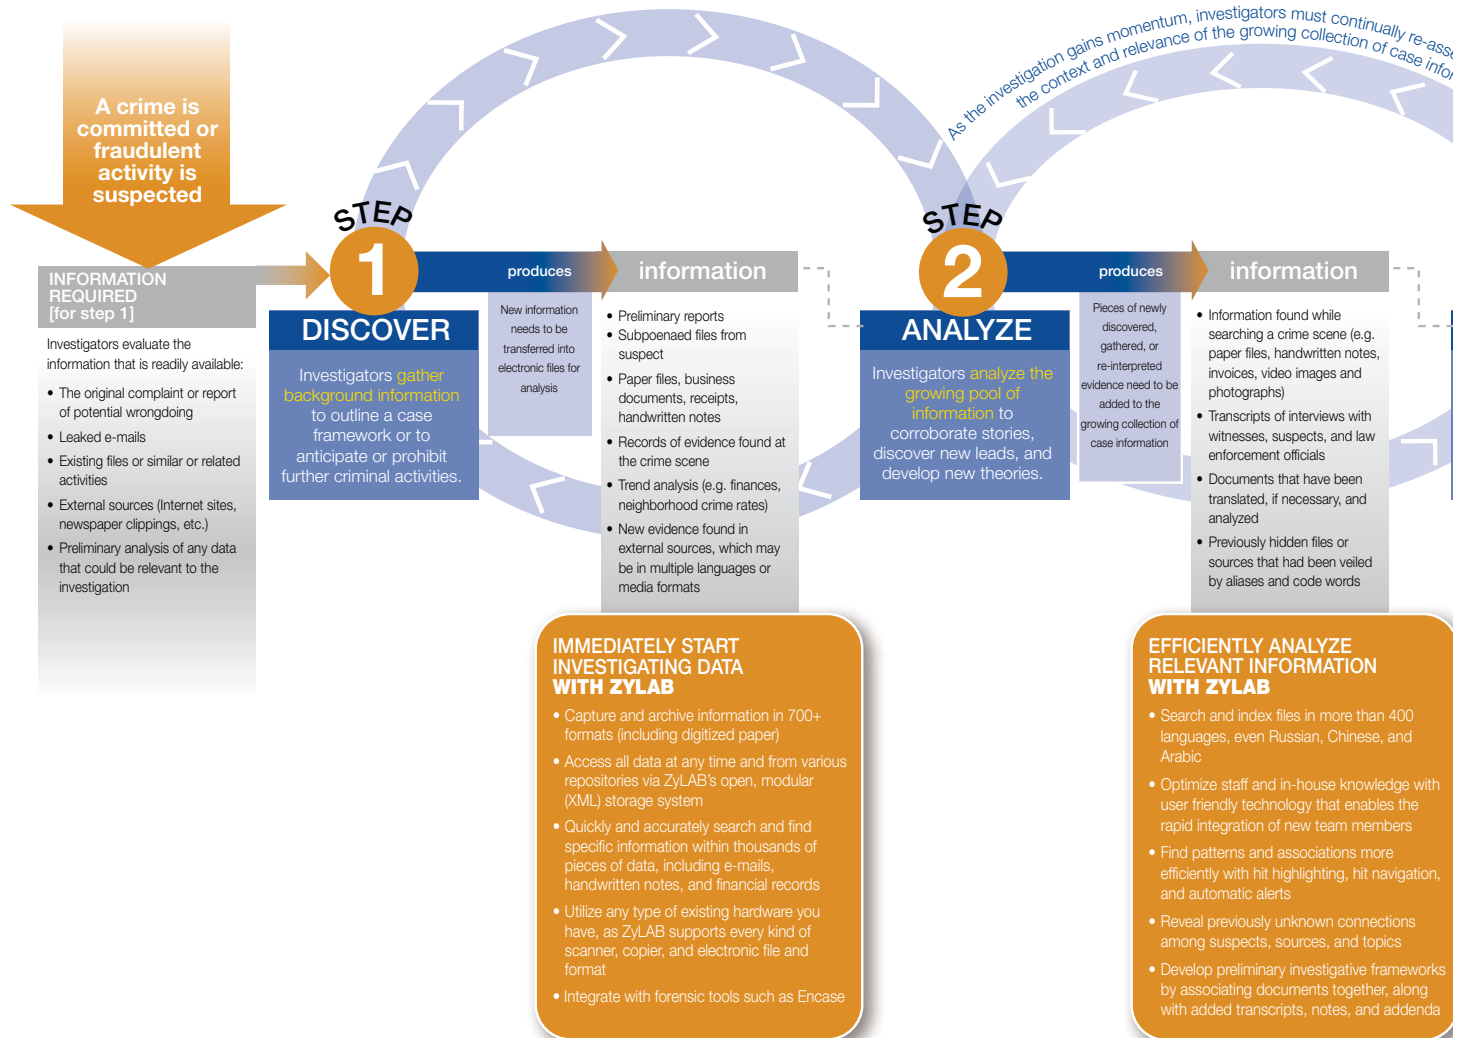 As the investigation gains momentum, investigators must continually re-asse
the context and relevance of the growing collection of case infor
A crime is
committed or
fraudulent
activity is
suspected
INFORMATION
REQUIRED
[for step 1]
Investigators evaluate the
information that is readily available:
• The original complaint or report
of potential wrongdoing
• Leaked e-mails
• Existing files or similar or related
activities
• External sources (Internet sites,
newspaper clippings, etc.)
• Preliminary analysis of any data
that could be relevant to the
investigation
STEP
1
DISCOVER
Investigators gather
background information
to outline a case
framework or to
anticipate or prohibit
further criminal activities.
produces
New information
needs to be
transferred into
electronic files for
analysis
information
• Preliminary reports
• Subpoenaed files from
suspect
• Paper files, business
documents, receipts,
handwritten notes
• Records of evidence found at
the crime scene
• Trend analysis (e.g. finances,
neighborhood crime rates)
• New evidence found in
external sources, which may
be in multiple languages or
media formats
IMMEDIATELY START
INVESTIGATING DATA
WITH ZYLAB
• Capture and archive information in 700+
formats (including digitized paper)
• Access all data at any time and from various
repositories via ZyLAB's open, modular
(XML) storage system
• Quickly and accurately search and find
specific information within thousands of
pieces of data, including e-mails,
handwritten notes, and financial records
• Utilize any type of existing hardware you
have, as ZyLAB supports every kind of
scanner, copier, and electronic file and
format
• Integrate with forensic tools such as Encase
STEP
2
ANALYZE
Investigators analyze the
growing pool of
information to
corroborate stories,
discover new leads, and
develop new theories.
produces
Pieces of newly
discovered,
gathered, or
re-interpreted
evidence need to be
added to the
growing collection of
case information
information
• Information found while
searching a crime scene (e.g.
paper files, handwritten notes,
invoices, video images and
photographs)
• Transcripts of interviews with
witnesses, suspects, and law
enforcement officials
• Documents that have been
translated, if necessary, and
analyzed
• Previously hidden files or
sources that had been veiled
by aliases and code words
EFFICIENTLY ANALYZE
RELEVANT INFORMATION
WITH ZYLAB
• Search and index files in more than 400
languages, even Russian, Chinese, and
Arabic
• Optimize staff and in-house knowledge with
user friendly technology that enables the
rapid integration of new team members
• Find patterns and associations more
efficiently with hit highlighting, hit navigation,
and automatic alerts
• Reveal previously unknown connections
among suspects, sources, and topics
• Develop preliminary investigative frameworks
by associating documents together, along
with added transcripts, notes, and addenda